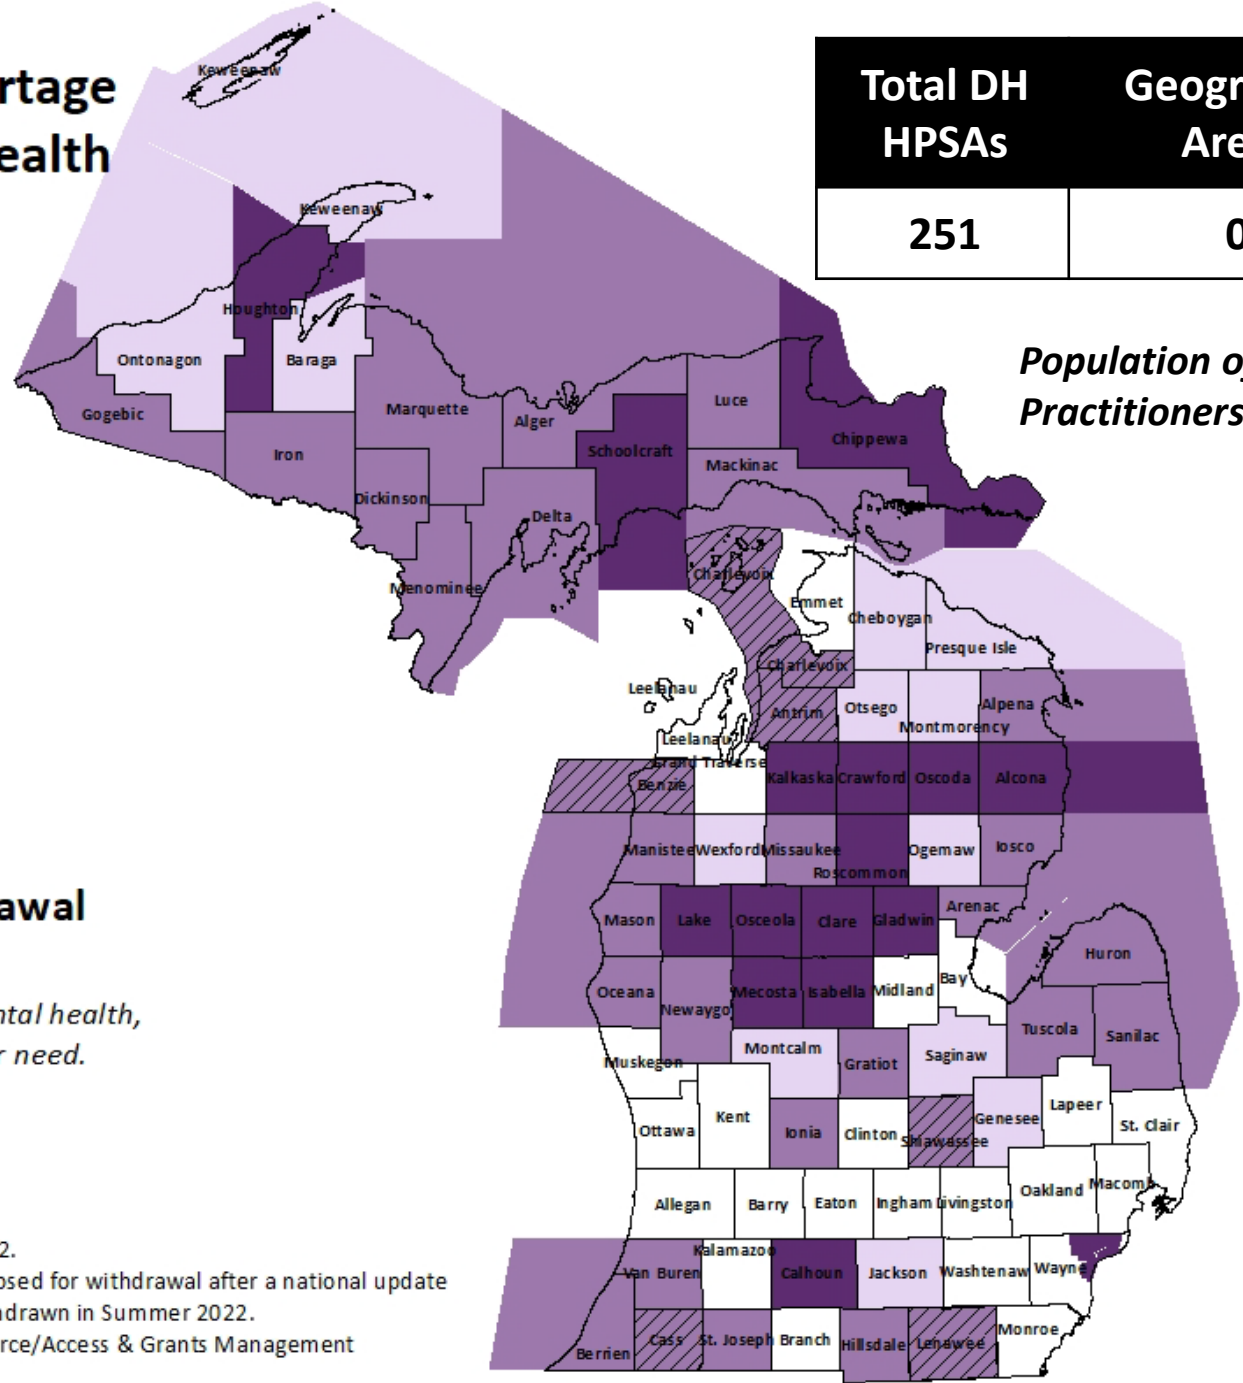 rtage
ealth
Total DH
HPSAs
Geogr
Are
251
0
Population o
Practitioners
Keweenaw
Keweenaw
Houghton
Ontonagon
Baraga
Gogebic
Marquette
Alger
Luce
Chippewa
Iron
Schoolcraft
Mackinac
Dickinson
Delta
Menominee
Charlevoix
Emmet
Cheboygan
Presque Isle
Charlevoix
Leelanau
Antrim
Otsego
Montmorency
Alpena
Leelanau
Grand Traverse
Benzie
Kalkaska
Crawford
Oscoda
Alcona
Manistee
Wexford
Missaukee
Roscommon
Ogemaw
Iosco
awal
Mason
Lake
Osceola
Clare
Gladwin
Arenac
Huron
Oceana
Newaygo
Mecosta
Isabella
Midland
Bay
ntal health,
r need.
Tuscola
Sanilac
Muskegon
Montcalm
Gratiot
Saginaw
Ottawa
Kent
Ionia
Clinton
Shiawassee
Genesee
Lapeer
St. Clair
Allegan
Barry
Eaton
Ingham
Livingston
Oakland
Macomb
2.
osed for withdrawal after a national update
hdrawn in Summer 2022.
rce/Access & Grants Management
Van Buren
Kalamazoo
Calhoun
Jackson
Washtenaw
Wayne
Berrien
Cass
St. Joseph
Branch
Hillsdale
Lenawee
Monroe